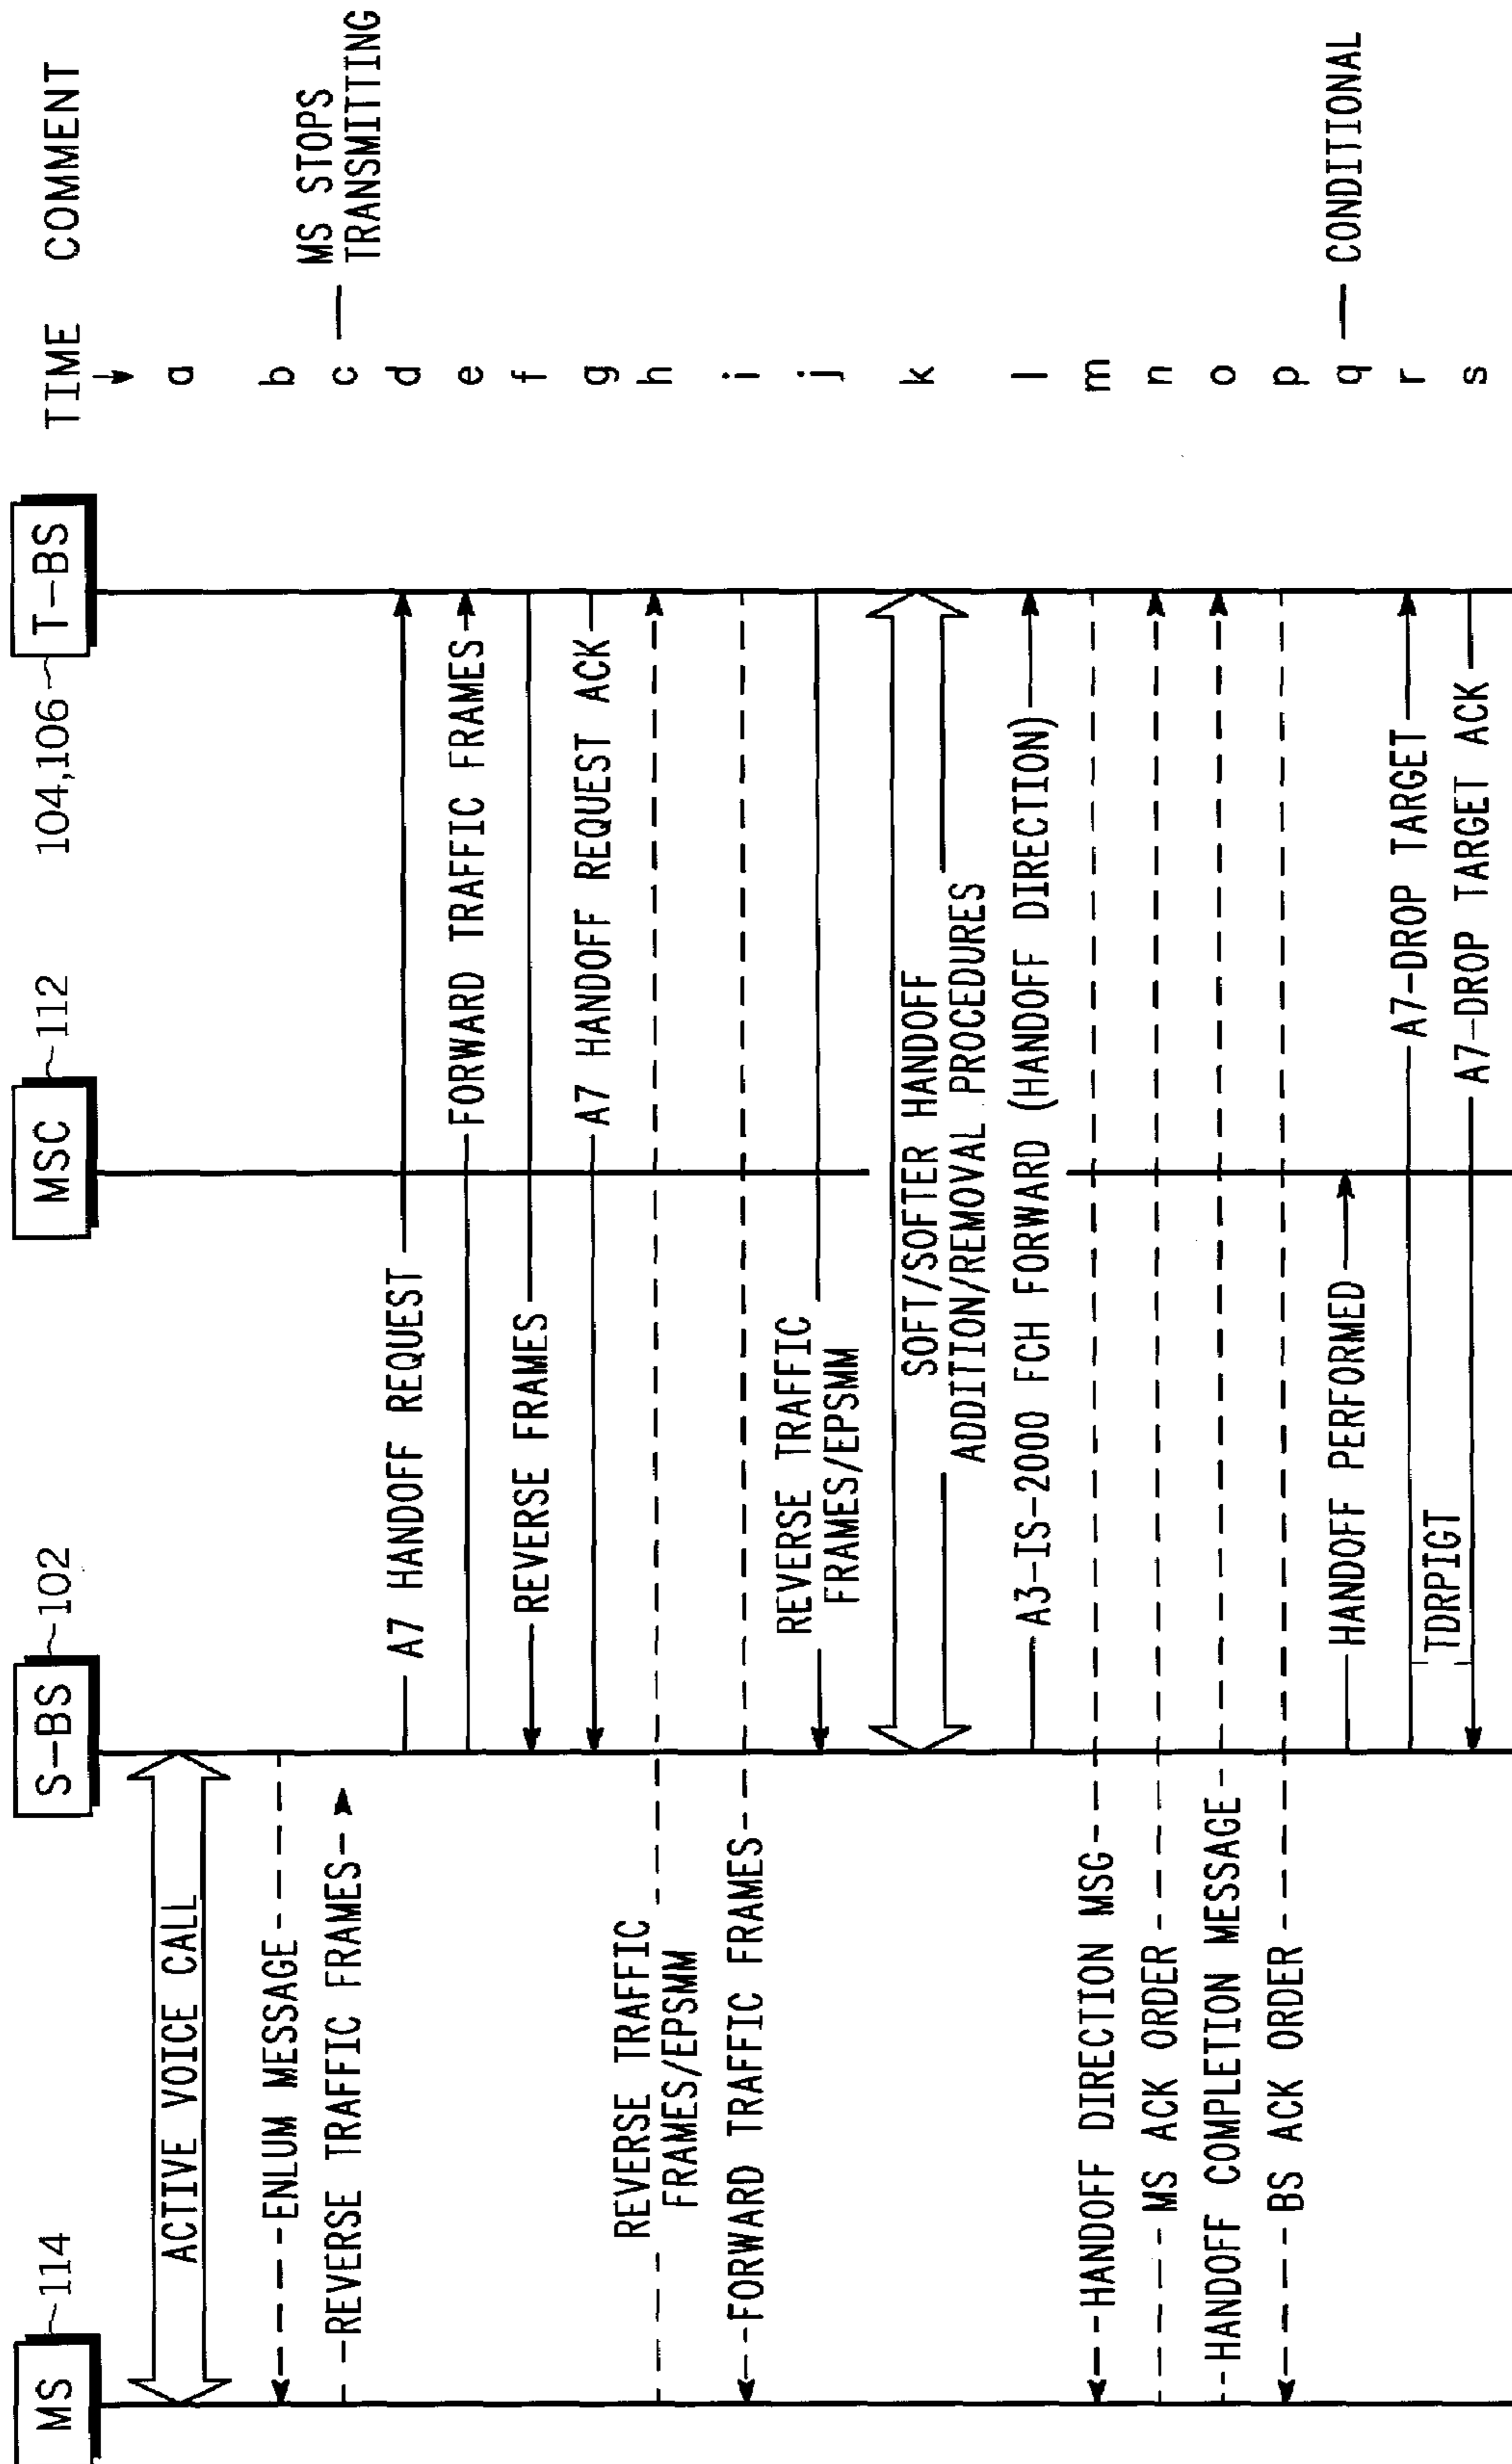 MS
114
S-BS
102
MSC
112
T-BS
104,106
TIME
COMMENT
ACTIVE VOICE CALL
a
ENLUM MESSAGE
b
REVERSE TRAFFIC FRAMES
c
MS STOPS
TRANSMITTING
A7 HANDOFF REQUEST
d
FORWARD TRAFFIC FRAMES
e
REVERSE FRAMES
f
A7 HANDOFF REQUEST ACK
g
REVERSE TRAFFIC
FRAMES/EPSMM
h
FORWARD TRAFFIC FRAMES
i
REVERSE TRAFFIC
FRAMES/EPSMM
j
SOFT/SOFTER HANDOFF
ADDITION/REMOVAL PROCEDURES
k
A3-IS-2000 FCH FORWARD (HANDOFF DIRECTION)
l
HANDOFF DIRECTION MSG
m
MS ACK ORDER
n
HANDOFF COMPLETION MESSAGE
o
BS ACK ORDER
p
HANDOFF PERFORMED
q
CONDITIONAL
A7-DROP TARGET
r
TDRPIGT
A7-DROP TARGET ACK
s